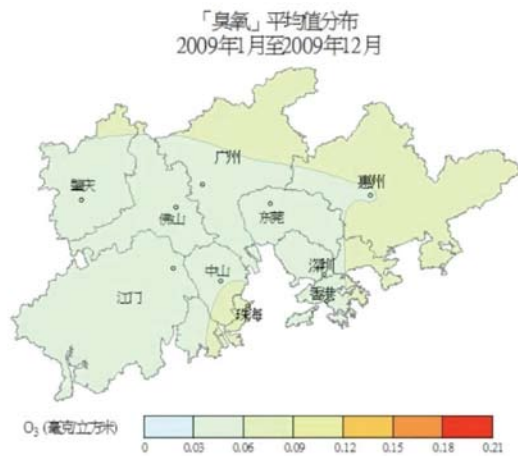 「臭氧」平均值分布
2009年1月至2009年12月
广州
肇庆
惠州
佛山
东莞
深圳
中山
香港
江门
珠海
O3 (毫克/立方米)
0 0.03 0.06 0.09 0.12 0.15 0.18 0.21